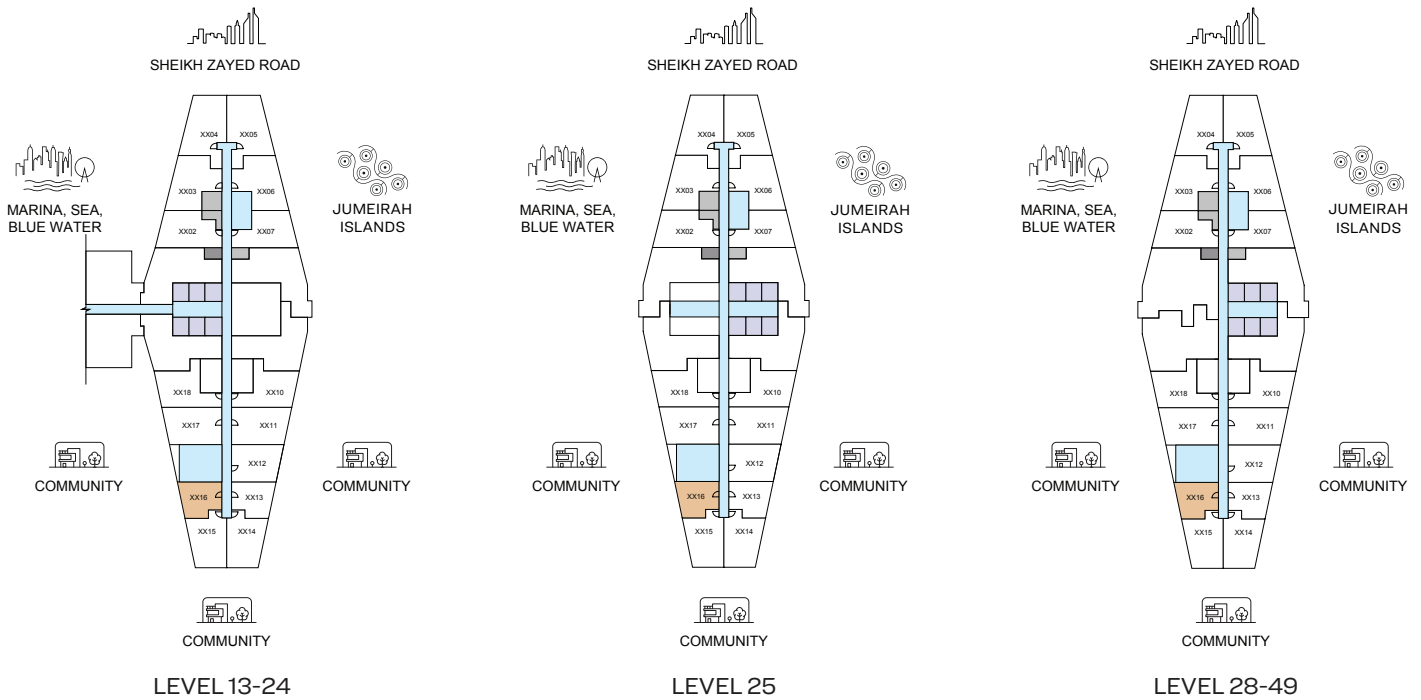 SHEIKH ZAYED ROAD
XX04 XX05
MARINA, SEA,
BLUE WATER
JUMEIRAH
ISLANDS
XX03 XX06
XX02 XX07
XX18 XX10
XX17 XX11
XX12
XX16 XX13
XX15 XX14
COMMUNITY
COMMUNITY
COMMUNITY
LEVEL 13-24
SHEIKH ZAYED ROAD
XX04 XX05
MARINA, SEA,
BLUE WATER
JUMEIRAH
ISLANDS
XX03 XX06
XX02 XX07
XX18 XX10
XX17 XX11
XX12
XX16 XX13
XX15 XX14
COMMUNITY
COMMUNITY
COMMUNITY
LEVEL 25
SHEIKH ZAYED ROAD
XX04 XX05
MARINA, SEA,
BLUE WATER
JUMEIRAH
ISLANDS
XX03 XX06
XX02 XX07
XX18 XX10
XX17 XX11
XX12
XX16 XX13
XX15 XX14
COMMUNITY
COMMUNITY
COMMUNITY
LEVEL 28-49